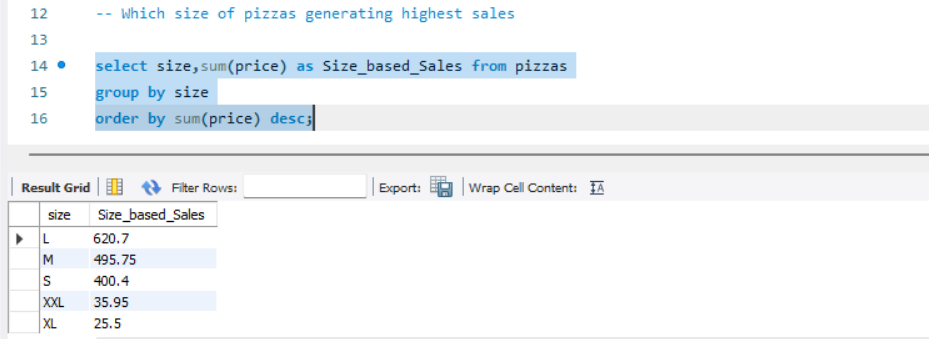 12 -- Which size of pizzas generating highest sales
13
14 select size,sum(price) as Size_based_Sales from pizzas
15 group by size
16 order by sum(price) desc;
Result Grid Filter Rows: Export: Wrap Cell Content: IA
size Size_based_Sales
L 620.7
M 495.75
S 400.4
XXL 35.95
XL 25.5